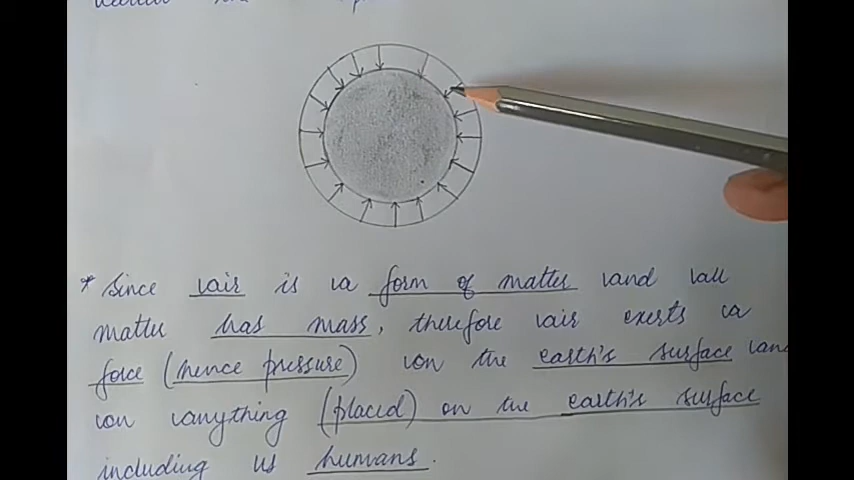 * Since air is a form of matter and all
matter has mass, therefore air exerts a
force (hence pressure) on the earth's surface and
on anything (placed) on the earth's surface
including us humans.